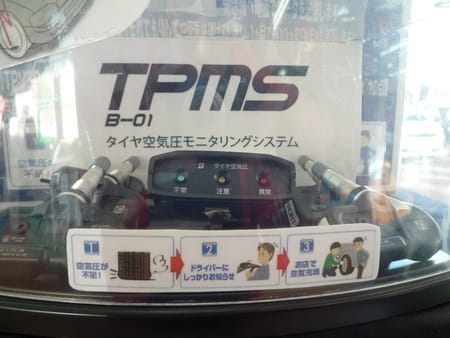 TPMS
B-01
タイヤ空気圧モニタリングシステム
タイヤ空気圧
正常 注意 異常
1
空気圧が
不足!
2
ドライバーに
しっかりお知らせ
3
お店で
空気充填